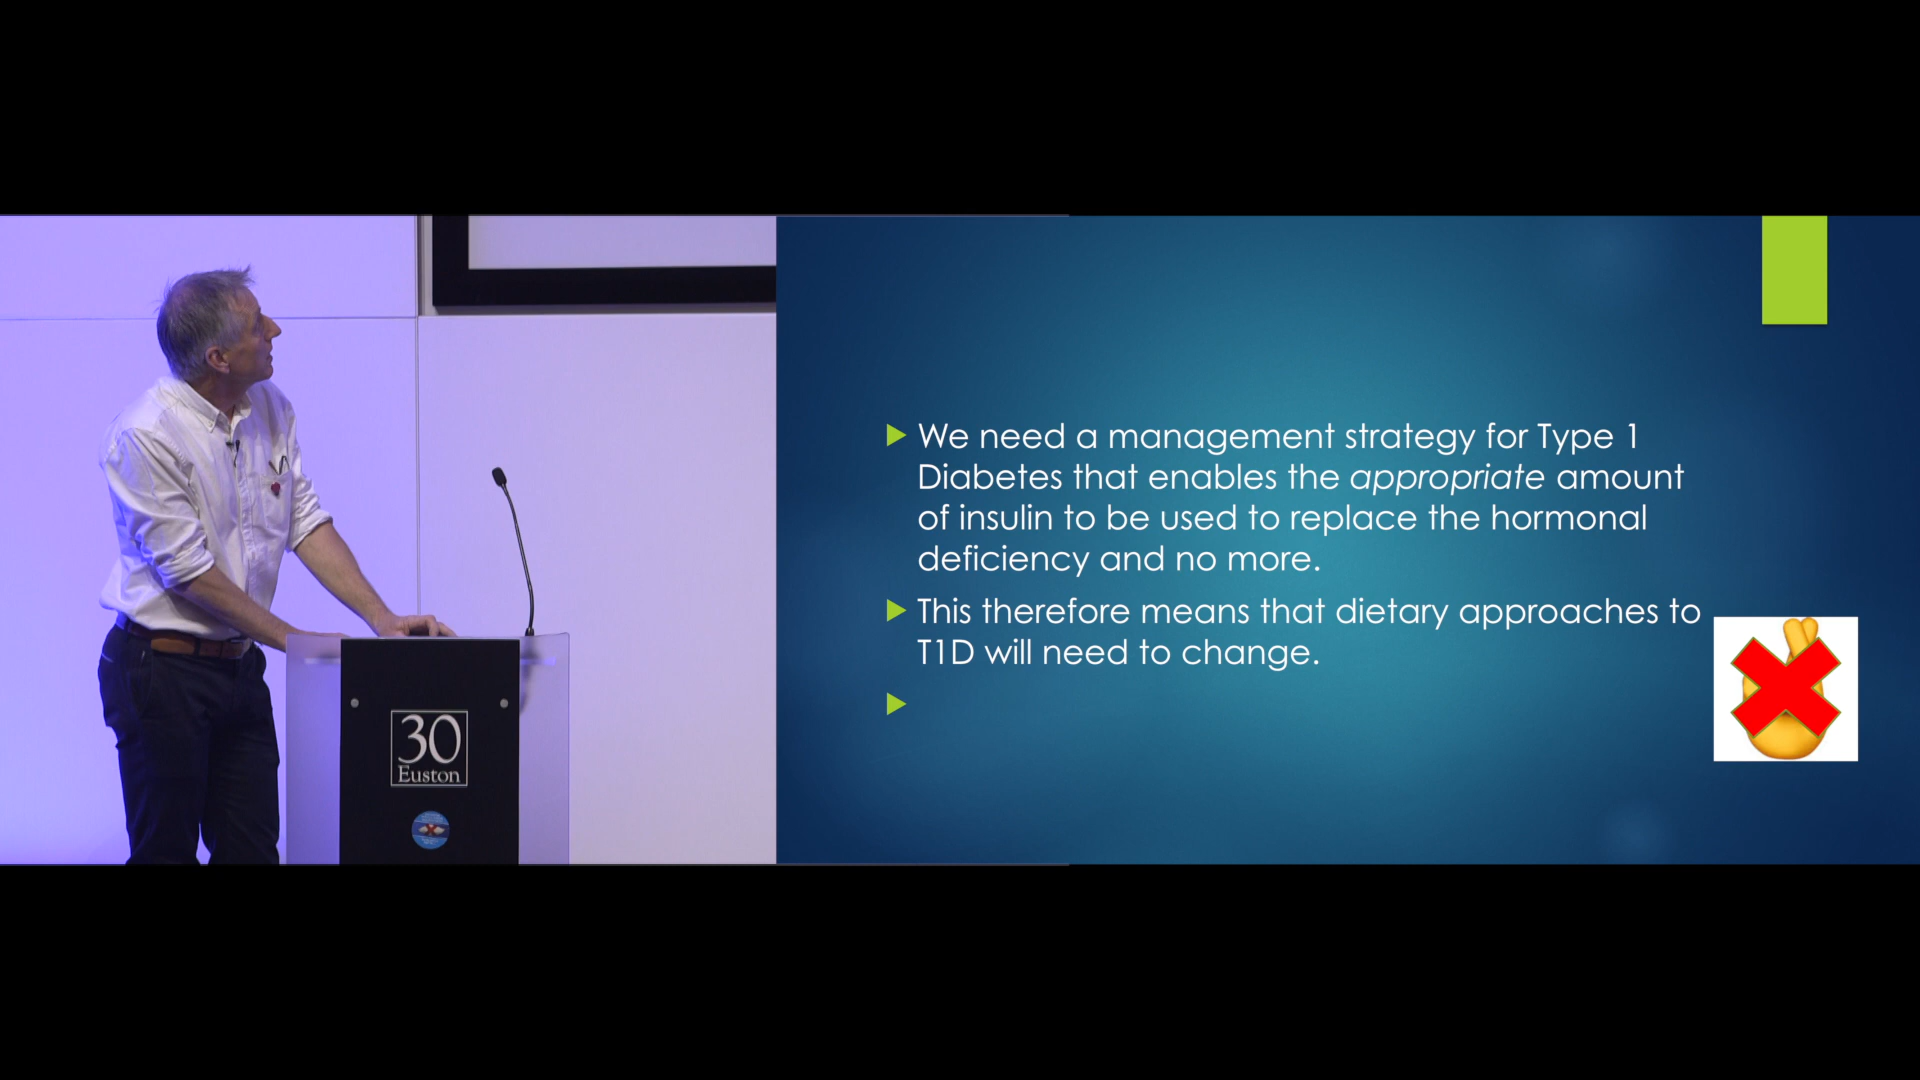 We need a management strategy for Type 1
Diabetes that enables the appropriate amount
of insulin to be used to replace the hormonal
deficiency and no more.
This therefore means that dietary approaches to
T1D will need to change.
30
Euston